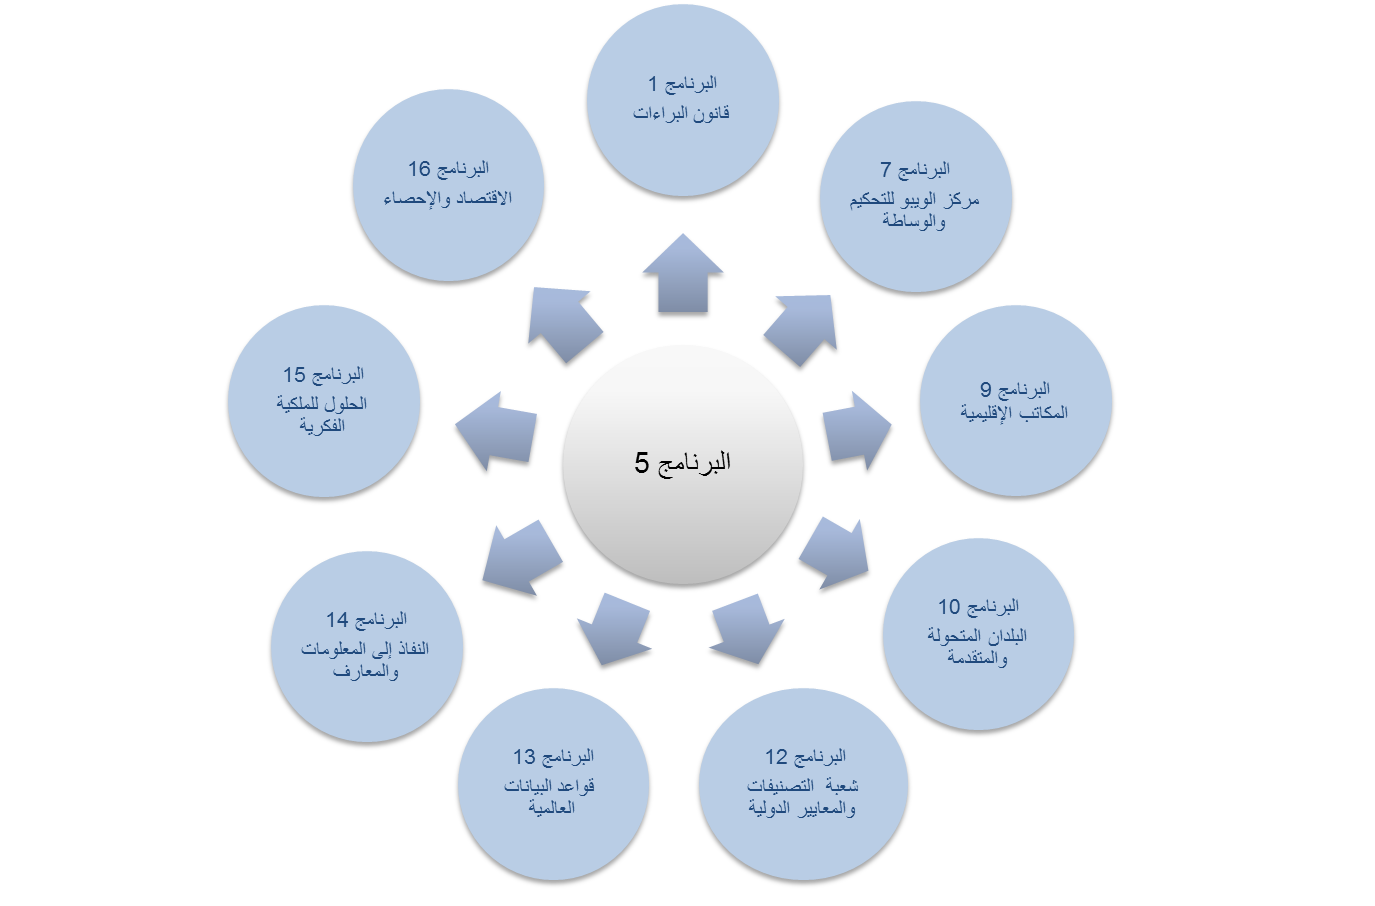 البرنامج 1
قانون البراءات
البرنامج 7
مركز الويبو للتحكيم
والوساطة
البرنامج 9
المكاتب الإقليمية
البرنامج 10
البلدان المتحولة
والمتقدمة
البرنامج 12
شعبة التصنيفات
والمعايير الدولية
البرنامج 13
قواعد البيانات
العالمية
البرنامج 14
النفاذ إلى المعلومات
والمعارف
البرنامج 15
الحلول للملكية
الفكرية
البرنامج 16
الاقتصاد والإحصاء
البرنامج 5